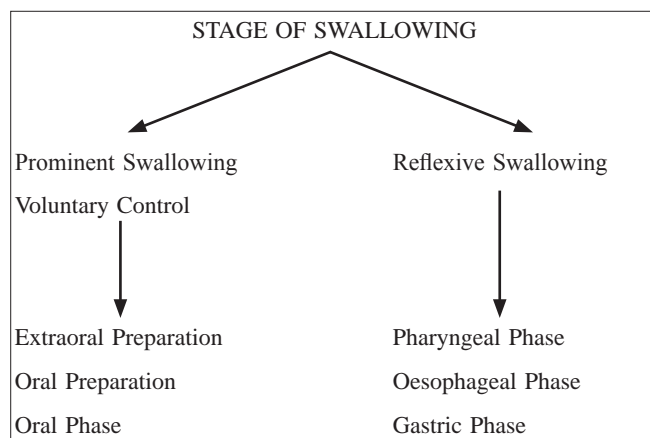 STAGE OF SWALLOWING
Prominent Swallowing
Voluntary Control
Reflexive Swallowing
Extraoral Preparation
Oral Preparation
Oral Phase
Pharyngeal Phase
Oesophageal Phase
Gastric Phase